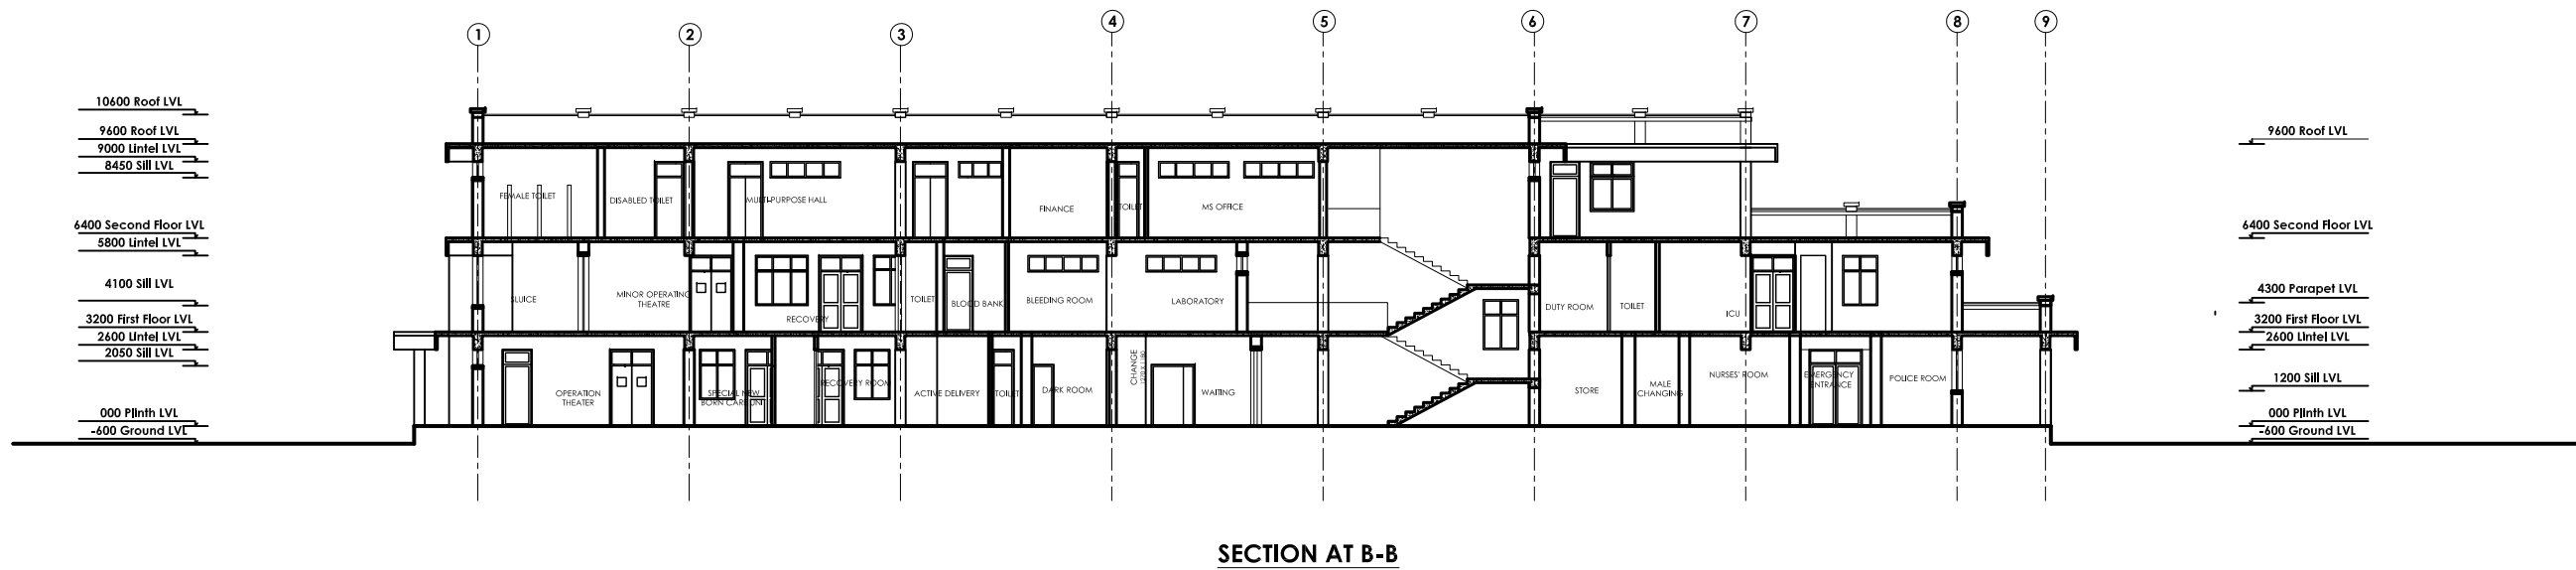 1
2
3
4
5
6
7
8
9
10600 Roof LVL
9600 Roof LVL
9000 Lintel LVL
8450 Sill LVL
6400 Second Floor LVL
5800 Lintel LVL
4100 Sill LVL
3200 First Floor LVL
2600 Lintel LVL
2050 Sill LVL
000 Plinth LVL
-600 Ground LVL
FEMALE TOILET
DISABLED TOILET
MULTI-PURPOSE HALL
FINANCE
TOILET
MS OFFICE
SLUICE
MINOR OPERATING
THEATRE
RECOVERY
TOILET
BLOOD BANK
BLEEDING ROOM
LABORATORY
DUTY ROOM
TOILET
ICU
OPERATION
THEATER
SPECIAL NEW
BORN CARE UNIT
RECOVERY ROOM
ACTIVE DELIVERY
TOILET
DARK ROOM
CHANGE
WAITING
STORE
MALE
CHANGING
NURSES' ROOM
EMERGENCY
ENTRANCE
POLICE ROOM
9600 Roof LVL
6400 Second Floor LVL
4300 Parapet LVL
3200 First Floor LVL
2600 Lintel LVL
1200 Sill LVL
000 Plinth LVL
-600 Ground LVL
SECTION AT B-B